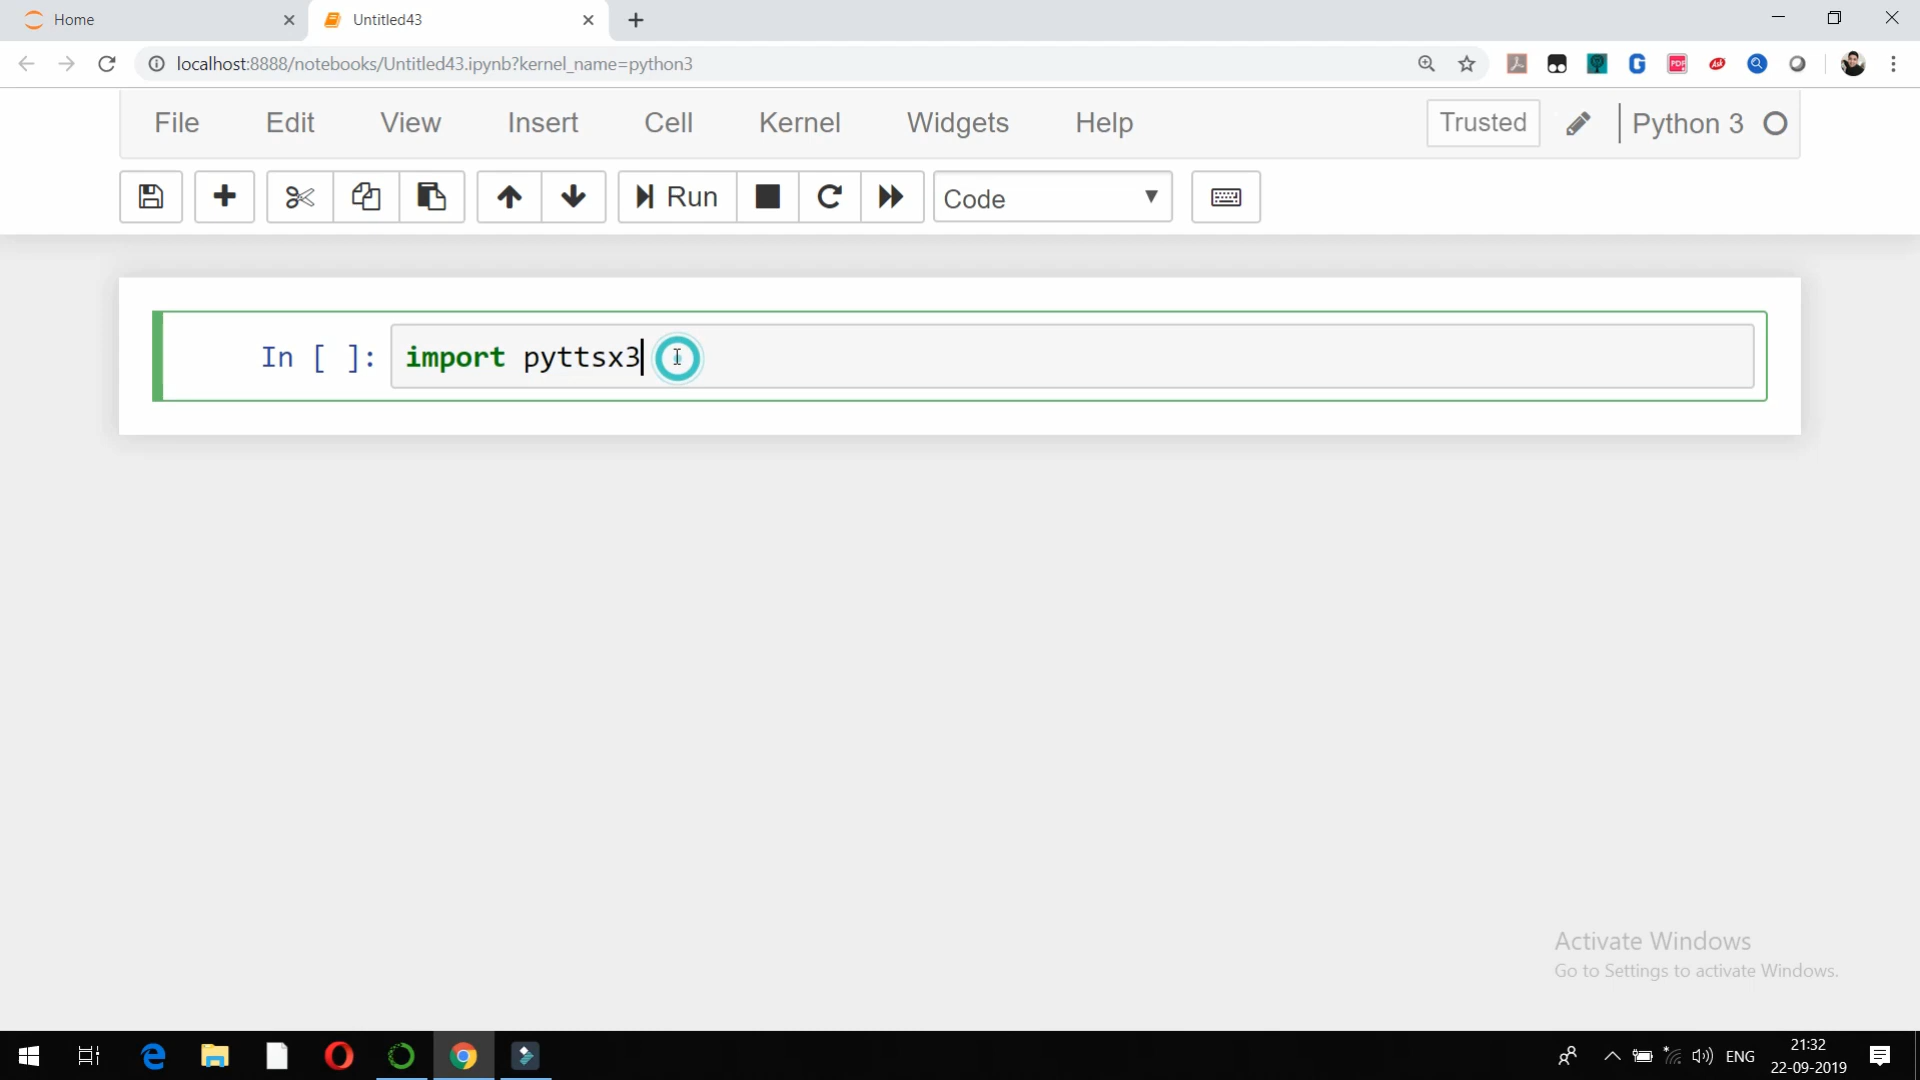 Home
Untitled43
localhost:8888/notebooks/Untitled43.ipynb?kernel_name=python3
File Edit View Insert Cell Kernel Widgets Help Trusted Python 3
Run Code
In [ ]: import pyttsx3
Activate Windows
Go to Settings to activate Windows.
ENG
21:32
22-09-2019